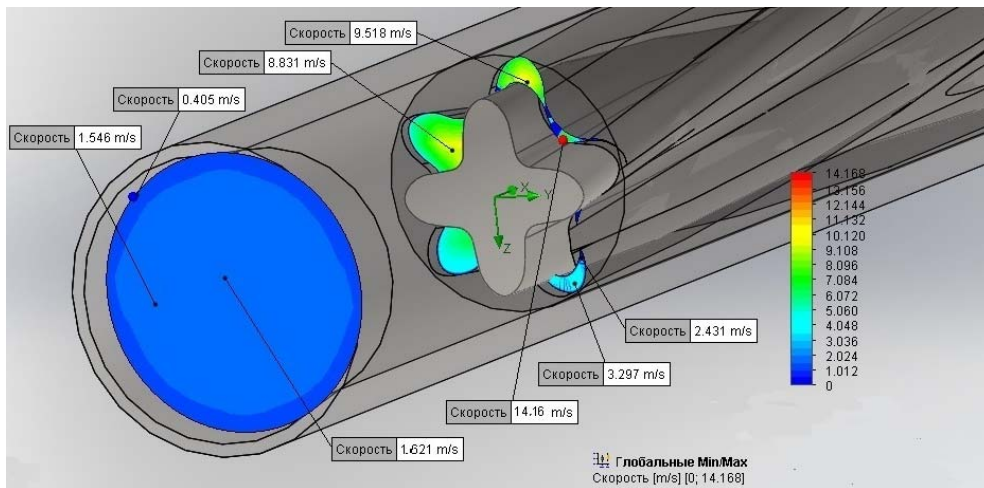 Скорость 9.518 m/s
Скорость 8.831 m/s
Скорость 0.405 m/s
1.546 m/s
X
Y
Z
14.168
13.156
12.144
11.132
10.120
9.108
8.096
7.084
6.072
5.060
4.048
3.036
2.024
1.012
0
Скорость 2.431 m/s
Скорость 3.297 m/s
Скорость 14.16 m/s
Скорость 1.621 m/s
Глобальные Min/Max
Скорость [m/s] [0; 14.168]